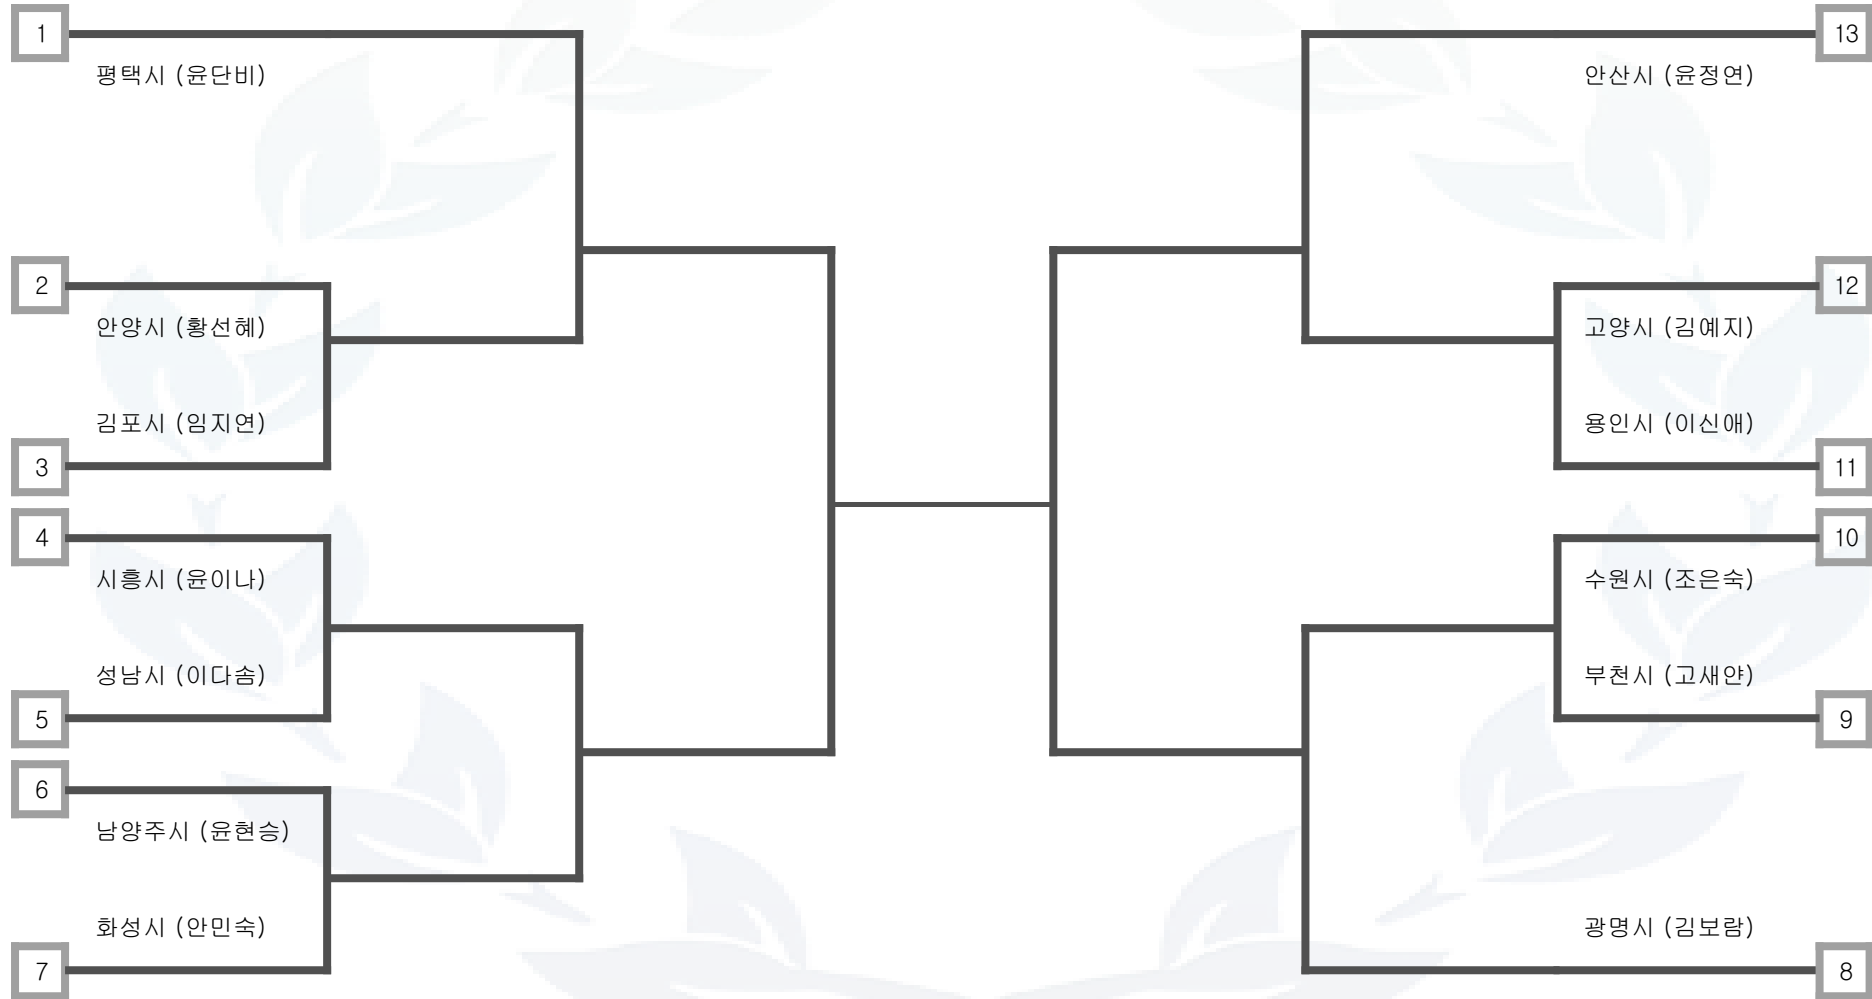 1
평택시 (윤단비)
2
안양시 (황선혜)
김포시 (임지연)
3
4
시흥시 (윤이나)
성남시 (이다솜)
5
6
남양주시 (윤현승)
화성시 (안민숙)
7
13
안산시 (윤정연)
12
고양시 (김예지)
용인시 (이신애)
11
10
수원시 (조은숙)
부천시 (고새얀)
9
광명시 (김보람)
8